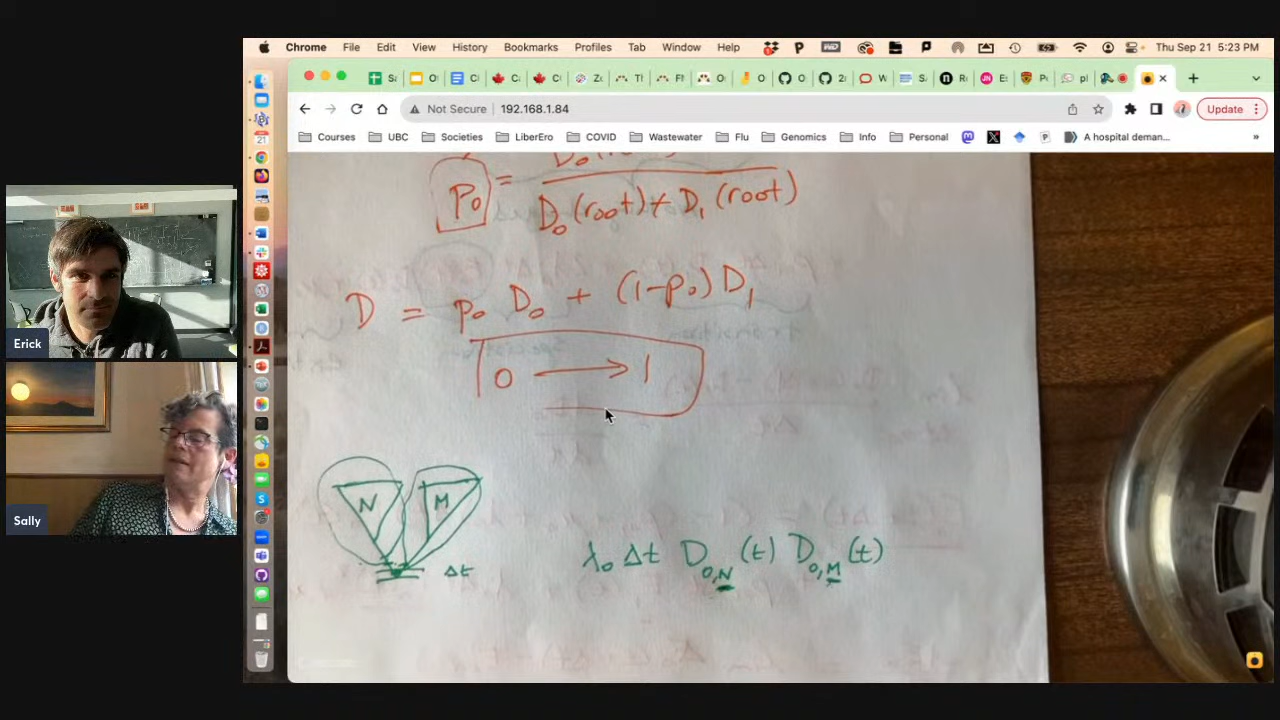 Chrome File Edit View History Bookmarks Profiles Tab Window Help Thu Sep 21 5:23 PM
Not Secure 192.168.1.84 Update
Courses UBC Societies LiberEro COVID Wastewater Flu Genomics Info Personal A hospital deman... »
p₀ = D₀(root) + D₁(root)
D = p₀ D₀ + (1-p₀) D₁
0 → 1
N M
Δt
λ₀ Δt D₀,N (t) D₀,M (t)
Erick
Sally